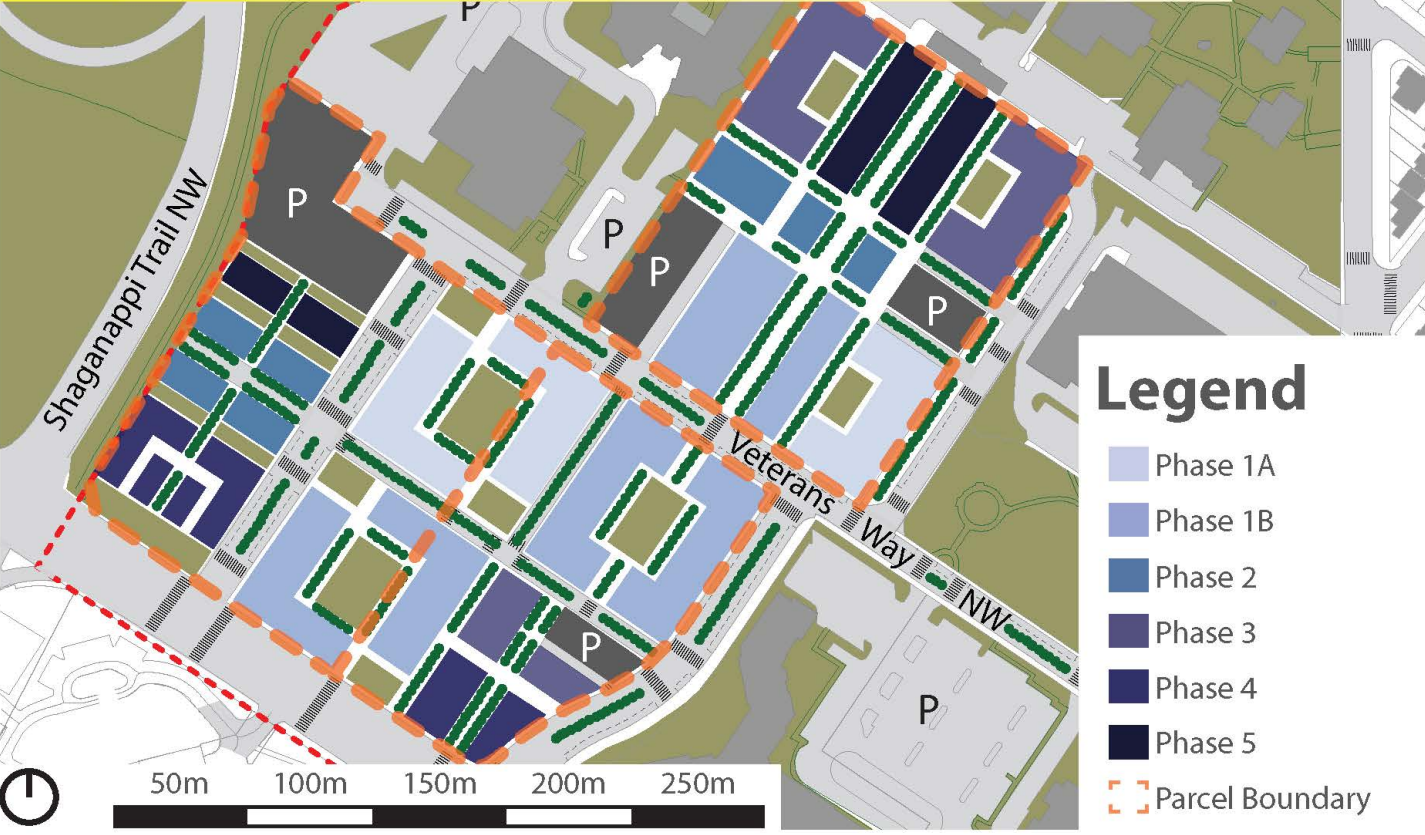 P
Shaganappi Trail NW
P
P
P
P
Veterans
Way
NW
P
P
Legend
Phase 1A
Phase 1B
Phase 2
Phase 3
Phase 4
Phase 5
Parcel Boundary
50m 100m 150m 200m 250m